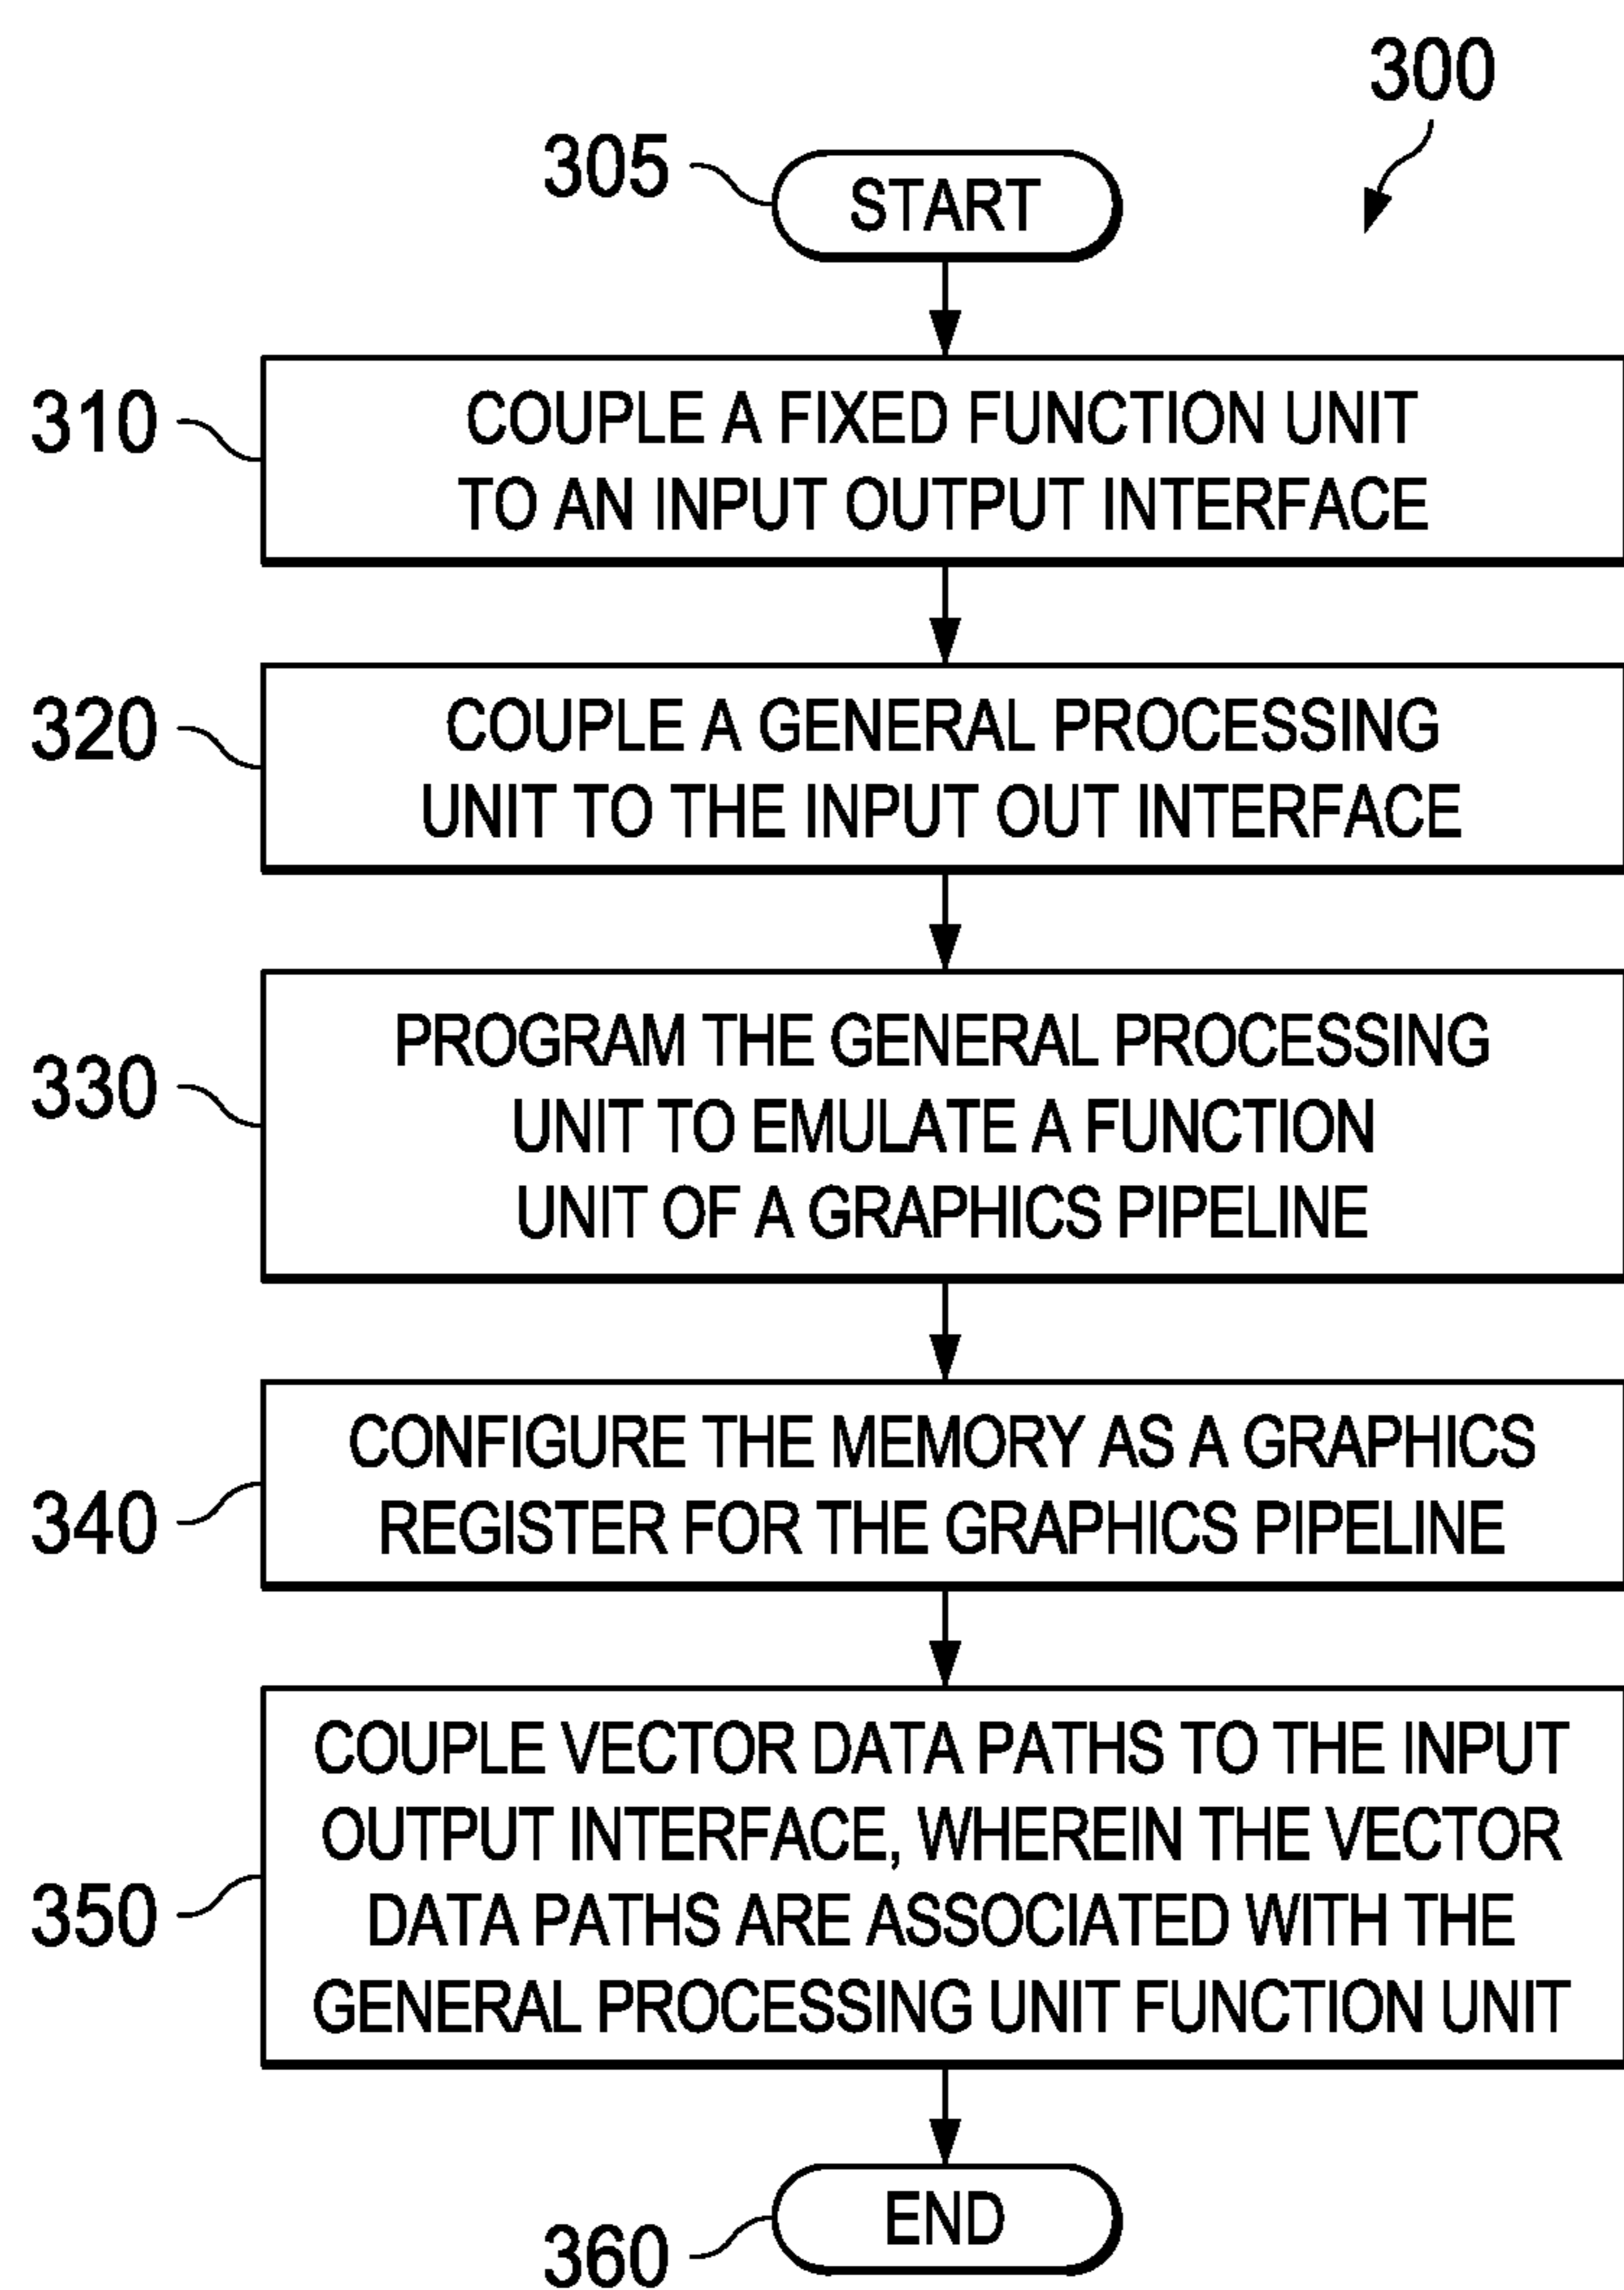 300
305
START
310
COUPLE A FIXED FUNCTION UNIT
TO AN INPUT OUTPUT INTERFACE
320
COUPLE A GENERAL PROCESSING
UNIT TO THE INPUT OUT INTERFACE
330
PROGRAM THE GENERAL PROCESSING
UNIT TO EMULATE A FUNCTION
UNIT OF A GRAPHICS PIPELINE
340
CONFIGURE THE MEMORY AS A GRAPHICS
REGISTER FOR THE GRAPHICS PIPELINE
350
COUPLE VECTOR DATA PATHS TO THE INPUT
OUTPUT INTERFACE, WHEREIN THE VECTOR
DATA PATHS ARE ASSOCIATED WITH THE
GENERAL PROCESSING UNIT FUNCTION UNIT
360
END